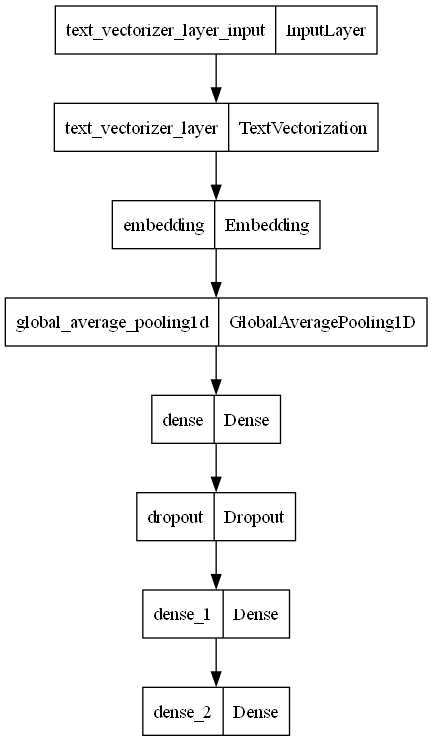 text_vectorizer_layer_input InputLayer
text_vectorizer_layer TextVectorization
embedding Embedding
global_average_pooling1d GlobalAveragePooling1D
dense Dense
dropout Dropout
dense_1 Dense
dense_2 Dense